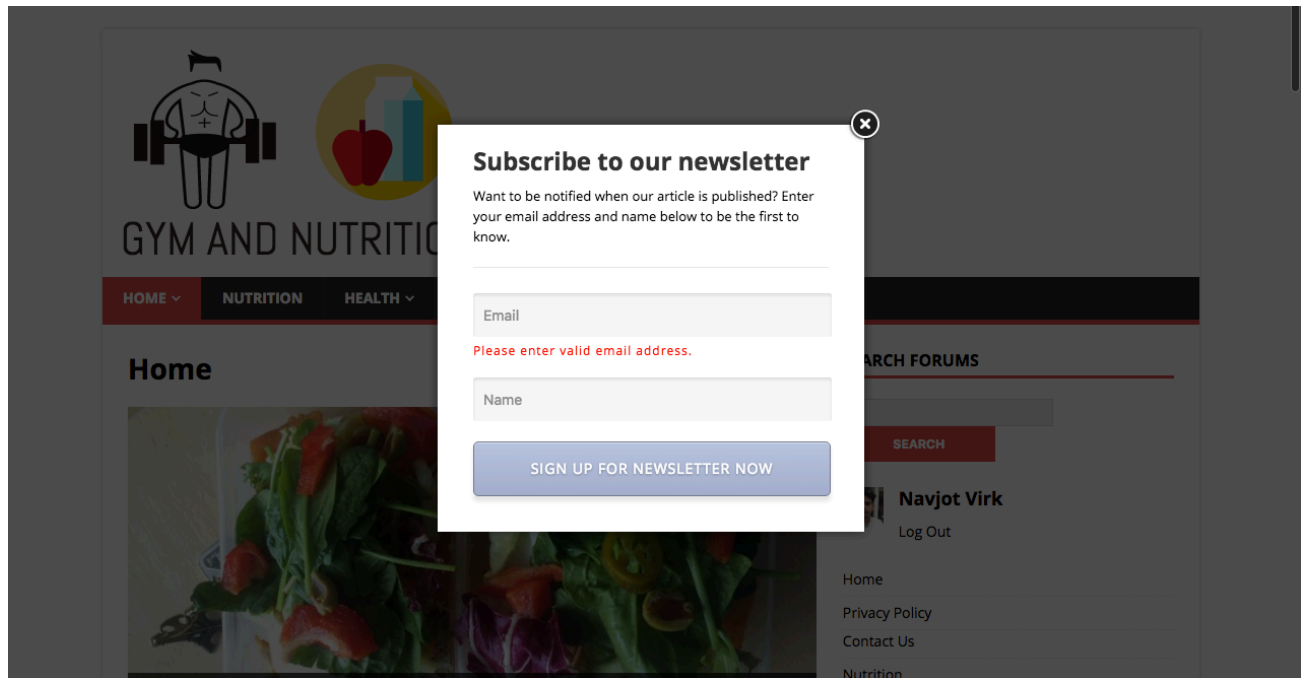 GYM AND NUTRITIO
HOME
NUTRITION
HEALTH
Home
Subscribe to our newsletter
Want to be notified when our article is published? Enter
your email address and name below to be the first to
know.
Email
Please enter valid email address.
Name
SIGN UP FOR NEWSLETTER NOW
ARCH FORUMS
SEARCH
Navjot Virk
Log Out
Home
Privacy Policy
Contact Us
Nutrition